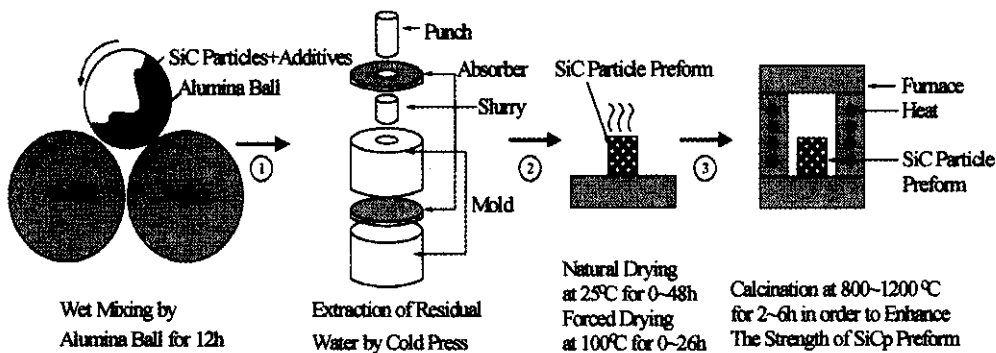 SiC Particles+Additives
Alumina Ball
①
Wet Mixing by
Alumina Ball for 12h
Punch
Absorber
Slurry
Mold
Extraction of Residual
Water by Cold Press
②
SiC Particle Preform
Natural Drying
at 25℃ for 0~48h
Forced Drying
at 100℃ for 0~26h
③
Furnace
Heat
SiC Particle
Preform
Calcination at 800~1200 ℃
for 2~6h in order to Enhance
The Strength of SiCp Preform